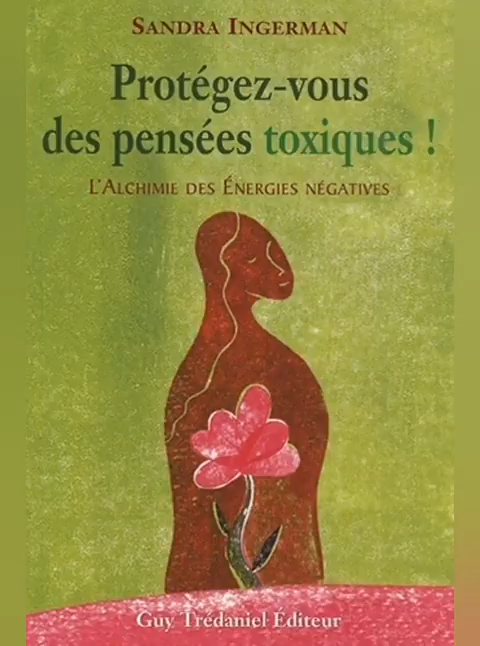 SANDRA INGERMAN
Protégez-vous
des pensées toxiques !
L'ALCHIMIE DES ÉNERGIES NÉGATIVES
Guy Trédaniel Éditeur